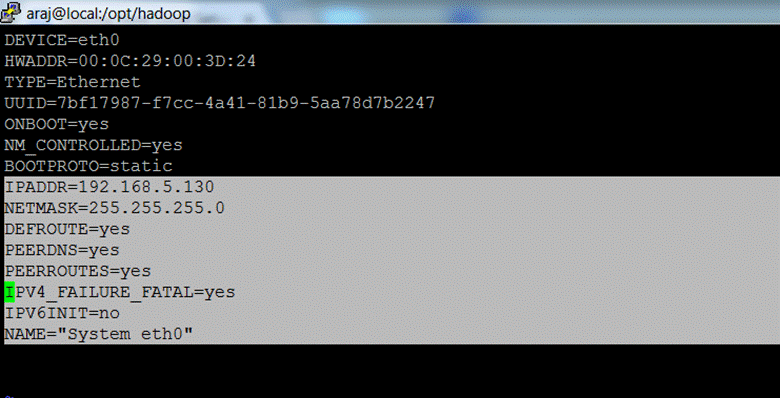 araj@local:/opt/hadoop
DEVICE=eth0
HWADDR=00:0C:29:00:3D:24
TYPE=Ethernet
UUID=7bf17987-f7cc-4a41-81b9-5aa78d7b2247
ONBOOT=yes
NM_CONTROLLED=yes
BOOTPROTO=static
IPADDR=192.168.5.130
NETMASK=255.255.255.0
DEFROUTE=yes
PEERDNS=yes
PEERROUTES=yes
IPV4_FAILURE_FATAL=yes
IPV6INIT=no
NAME="System eth0"
~